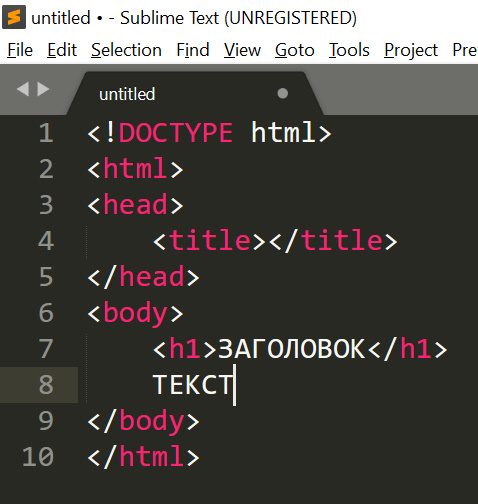 untitled • - Sublime Text (UNREGISTERED)
File Edit Selection Find View Goto Tools Project Pre
untitled
1 <!DOCTYPE html>
2 <html>
3 <head>
4     <title></title>
5 </head>
6 <body>
7     <h1>ЗАГОЛОВОК</h1>
8     ТЕКСТ
9 </body>
10 </html>